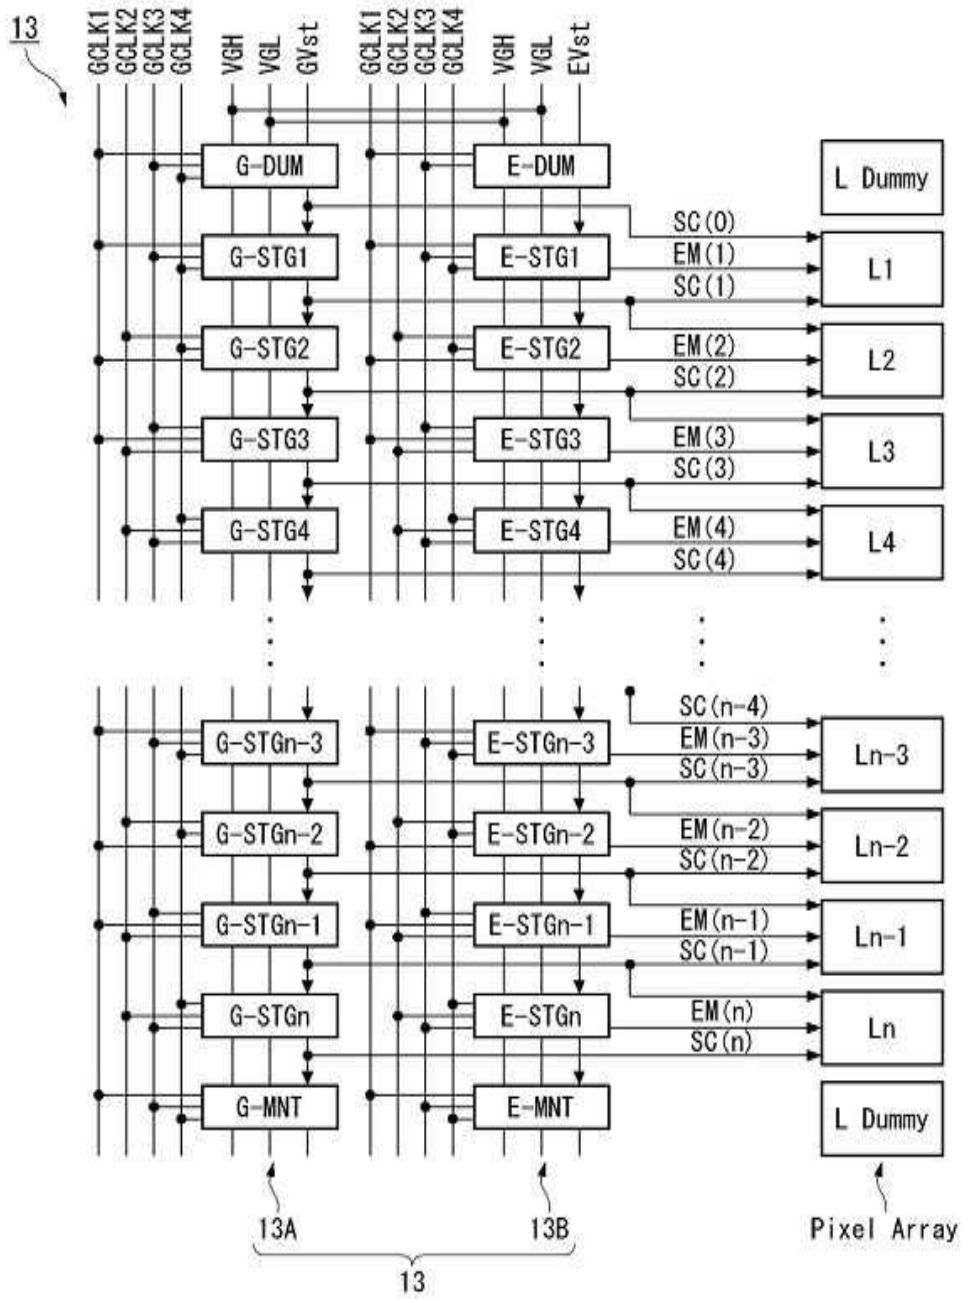 13
GCLK1 GCLK2 GCLK3 GCLK4 VGH VGL GVst GCLK1 GCLK2 GCLK3 GCLK4 VGH VGL EVst
G-DUM E-DUM L Dummy
SC(0)
G-STG1 E-STG1 EM(1) L1
SC(1)
G-STG2 E-STG2 EM(2) L2
SC(2)
G-STG3 E-STG3 EM(3) L3
SC(3)
G-STG4 E-STG4 EM(4) L4
SC(4)
SC(n-4)
G-STGn-3 E-STGn-3 EM(n-3) Ln-3
SC(n-3)
G-STGn-2 E-STGn-2 EM(n-2) Ln-2
SC(n-2)
G-STGn-1 E-STGn-1 EM(n-1) Ln-1
SC(n-1)
G-STGn E-STGn EM(n) Ln
SC(n)
G-MNT E-MNT L Dummy
13A 13B Pixel Array
13